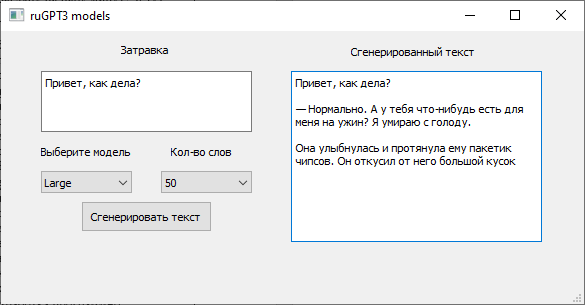 ruGPT3 models
Затравка
Привет, как дела?
Выберите модель
Кол-во слов
Large
50
Сгенерировать текст
Сгенерированный текст
Привет, как дела?
— Нормально. А у тебя что-нибудь есть для
меня на ужин? Я умираю с голоду.
Она улыбнулась и протянула ему пакетик
чипсов. Он откусил от него большой кусок